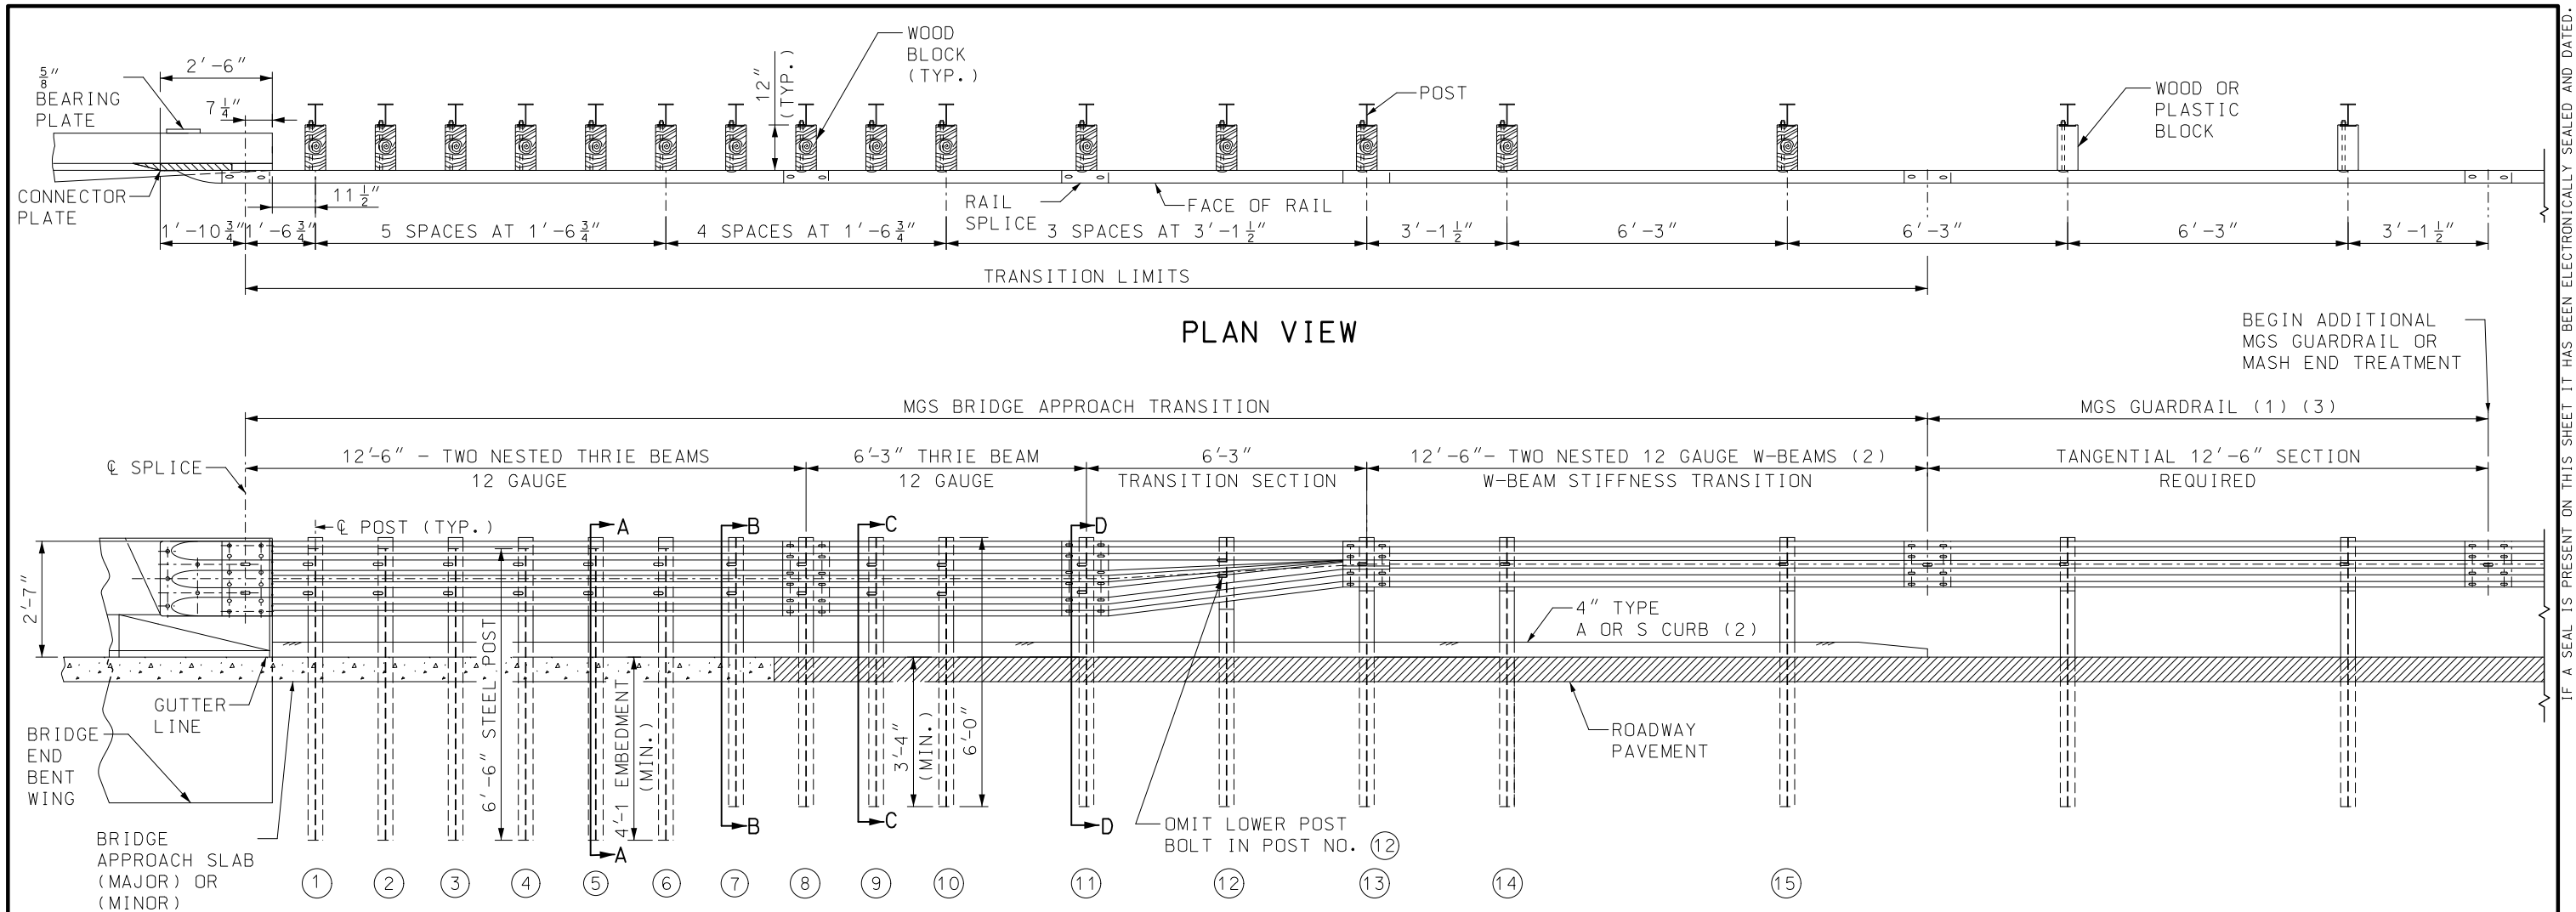 WOOD
BLOCK
(TYP.)
2'-6"
5/8"
BEARING
PLATE
7 1/4"
12"
(TYP.)
POST
WOOD OR
PLASTIC
BLOCK
CONNECTOR
PLATE
11 1/2"
RAIL
SPLICE
FACE OF RAIL
1'-10 3/4"
1'-6 3/4"
5 SPACES AT 1'-6 3/4"
4 SPACES AT 1'-6 3/4"
3 SPACES AT 3'-1 1/2"
3'-1 1/2"
6'-3"
6'-3"
6'-3"
3'-1 1/2"
TRANSITION LIMITS
PLAN VIEW
BEGIN ADDITIONAL
MGS GUARDRAIL OR
MASH END TREATMENT
MGS BRIDGE APPROACH TRANSITION
MGS GUARDRAIL (1) (3)
℄ SPLICE
12'-6" - TWO NESTED THRIE BEAMS
12 GAUGE
6'-3" THRIE BEAM
12 GAUGE
6'-3"
TRANSITION SECTION
12'-6"- TWO NESTED 12 GAUGE W-BEAMS (2)
W-BEAM STIFFNESS TRANSITION
TANGENTIAL 12'-6" SECTION
REQUIRED
℄ POST (TYP.)
A
B
C
D
2'-7"
4" TYPE
A OR S CURB (2)
GUTTER
LINE
6'-6" STEEL POST
4'-1 EMBEDMENT
(MIN.)
3'-4"
(MIN.)
6'-0"
ROADWAY
PAVEMENT
BRIDGE
END
BENT
WING
B
C
D
A
OMIT LOWER POST
BOLT IN POST NO. 12
BRIDGE
APPROACH SLAB
(MAJOR) OR
(MINOR)
1
2
3
4
5
6
7
8
9
10
11
12
13
14
15
IF A SEAL IS PRESENT ON THIS SHEET IT HAS BEEN ELECTRONICALLY SEALED AND DATED.